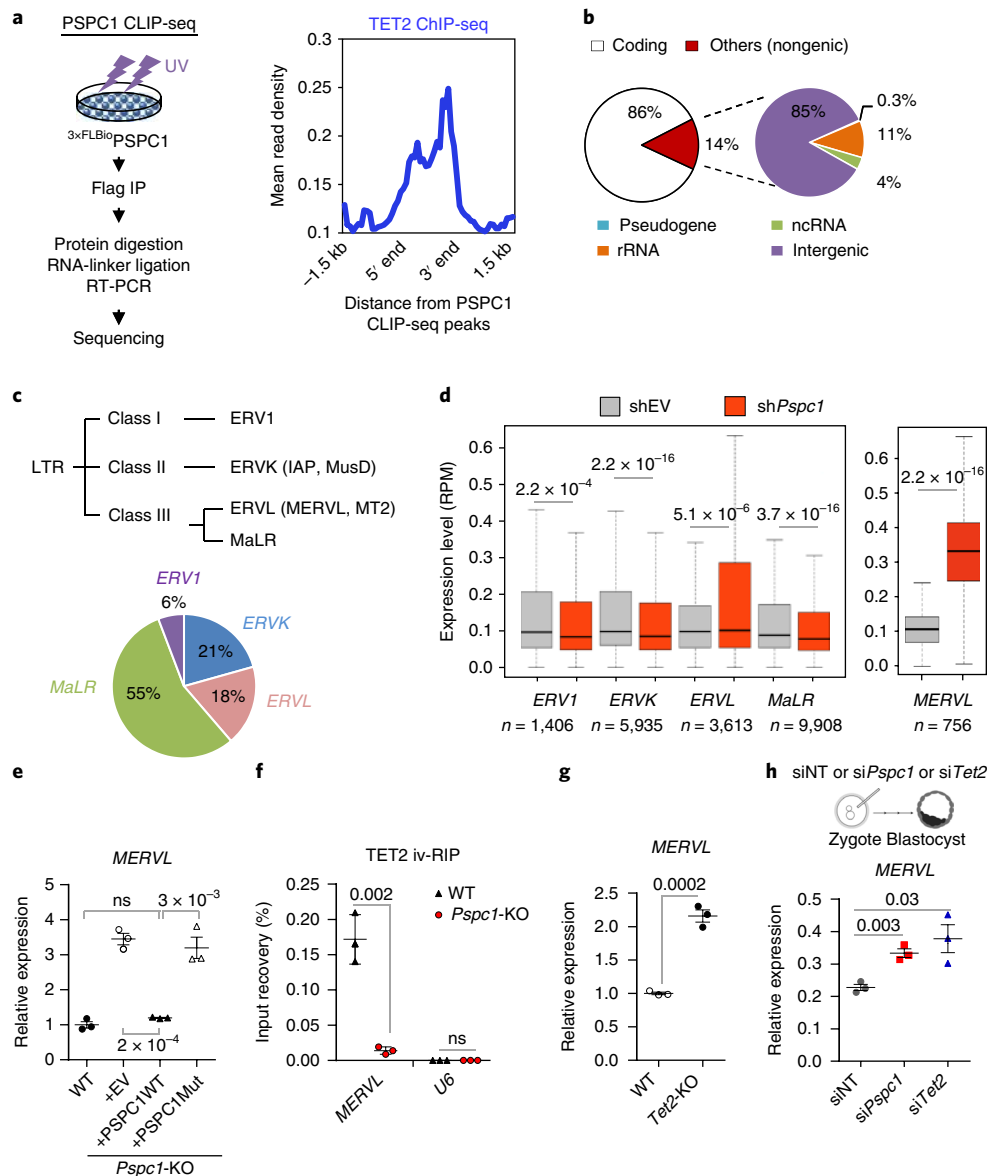 a
PSPC1 CLIP-seq
UV
3×FLBioPSPC1
Flag IP
Protein digestion
RNA-linker ligation
RT-PCR
Sequencing
TET2 ChIP-seq
Mean read density
0.3
0.25
0.2
0.15
0.1
−1.5 kb
5′ end
3′ end
1.5 kb
Distance from PSPC1
CLIP-seq peaks
b
Coding
Others (nongenic)
86%
14%
85%
0.3%
11%
4%
Pseudogene
ncRNA
rRNA
Intergenic
c
LTR
Class I
ERV1
Class II
ERVK (IAP, MusD)
Class III
ERVL (MERVL, MT2)
MaLR
ERV1
6%
ERVK
21%
MaLR
55%
18%
ERVL
d
shEV
shPspc1
Expression level (RPM)
0.6
0.5
0.4
0.3
0.2
0.1
0.0
2.2 × 10−4
2.2 × 10−16
5.1 × 10−6
3.7 × 10−16
ERV1
ERVK
ERVL
MaLR
n = 1,406
n = 5,935
n = 3,613
n = 9,908
0.6
0.5
0.4
0.3
0.2
0.1
0.0
2.2 × 10−16
MERVL
n = 756
e
MERVL
Relative expression
5
4
3
2
1
0
ns
3 × 10−3
2 × 10−4
WT
+EV
+PSPC1WT
+PSPC1Mut
Pspc1-KO
f
TET2 iv-RIP
Input recovery (%)
0.25
0.20
0.15
0.10
0.05
0.00
0.002
WT
Pspc1-KO
ns
MERVL
U6
g
MERVL
Relative expression
2.5
2.0
1.5
1.0
0.5
0.0
0.0002
WT
Tet2-KO
h
siNT or siPspc1 or siTet2
Zygote Blastocyst
MERVL
Relative expression
0.5
0.4
0.3
0.2
0.1
0.0
0.03
0.003
siNT
siPspc1
siTet2